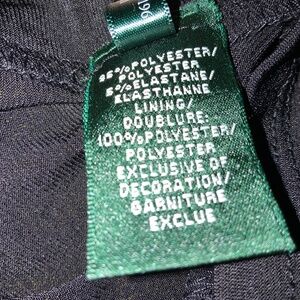 95%POLYESTER/
POLYESTER
5%ELASTANE/
ELASTHANNE
LINING/
DOUBLURE:
100%POLYESTER/
POLYESTER
EXCLUSIVE OF
DECORATION/
GARNITURE
EXCLUE